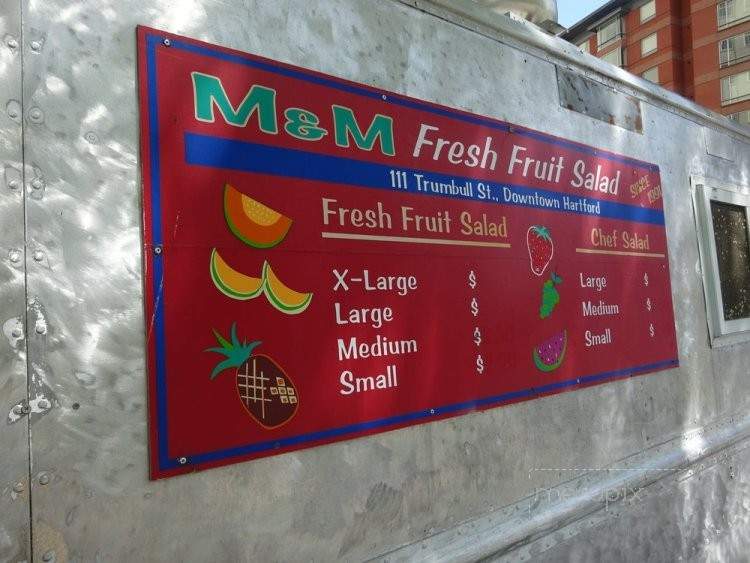 M&M Fresh Fruit Salad
SINCE
111 Trumbull St., Downtown Hartford
Fresh Fruit Salad
X-Large $
Large $
Medium $
Small $
Chef Salad
Large $
Medium $
Small $